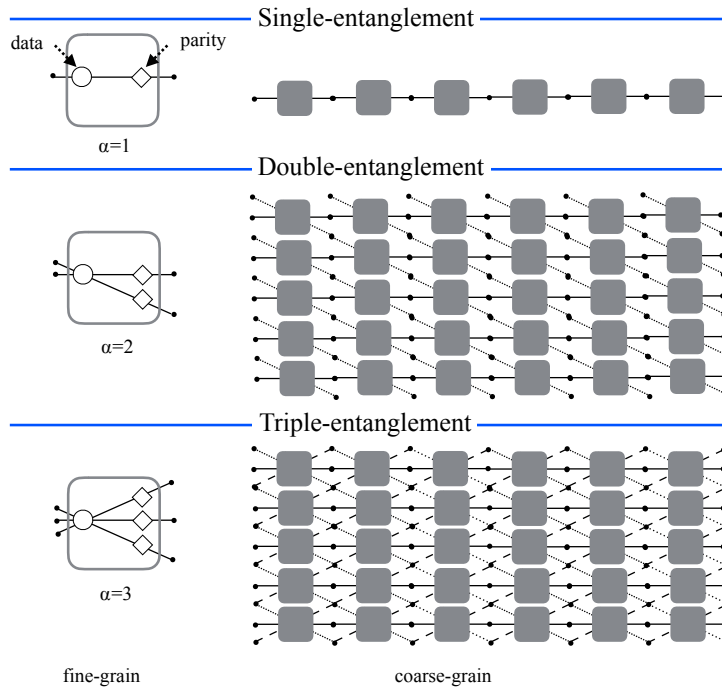 Single-entanglement
data
parity
α=1
Double-entanglement
α=2
Triple-entanglement
α=3
fine-grain
coarse-grain